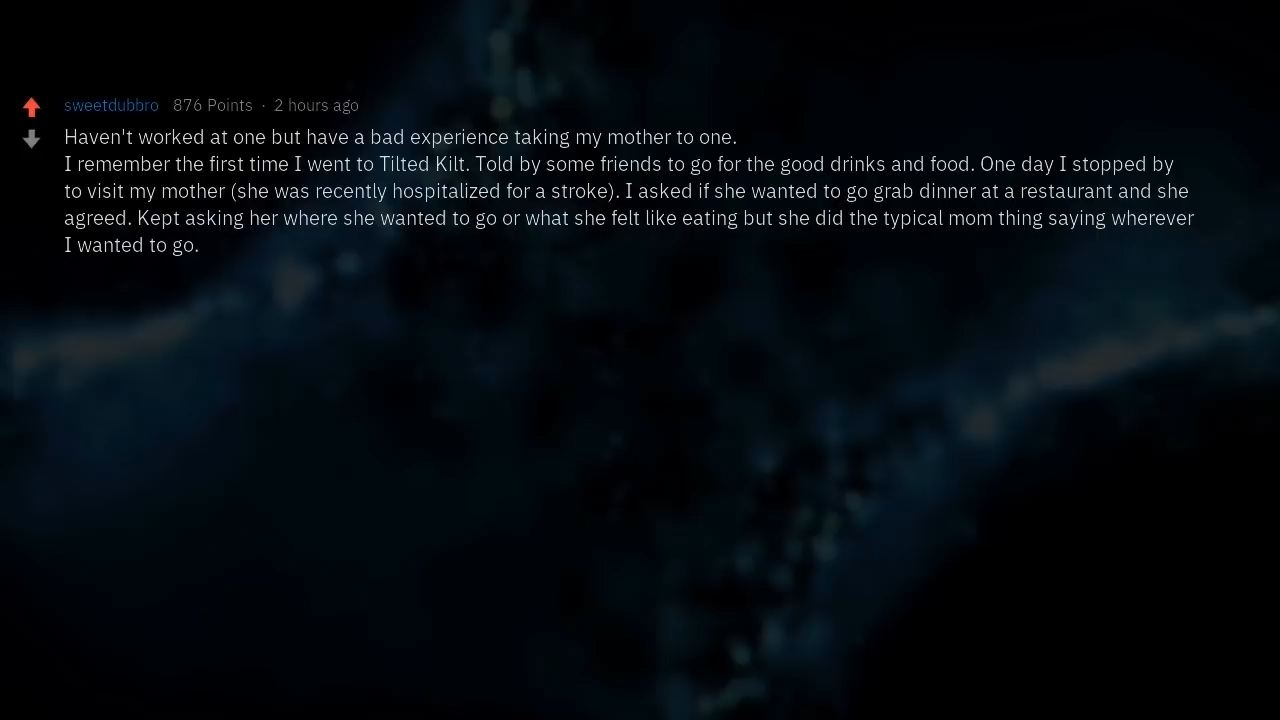 sweetdubbro 876 Points · 2 hours ago
Haven't worked at one but have a bad experience taking my mother to one.
I remember the first time I went to Tilted Kilt. Told by some friends to go for the good drinks and food. One day I stopped by
to visit my mother (she was recently hospitalized for a stroke). I asked if she wanted to go grab dinner at a restaurant and she
agreed. Kept asking her where she wanted to go or what she felt like eating but she did the typical mom thing saying wherever
I wanted to go.